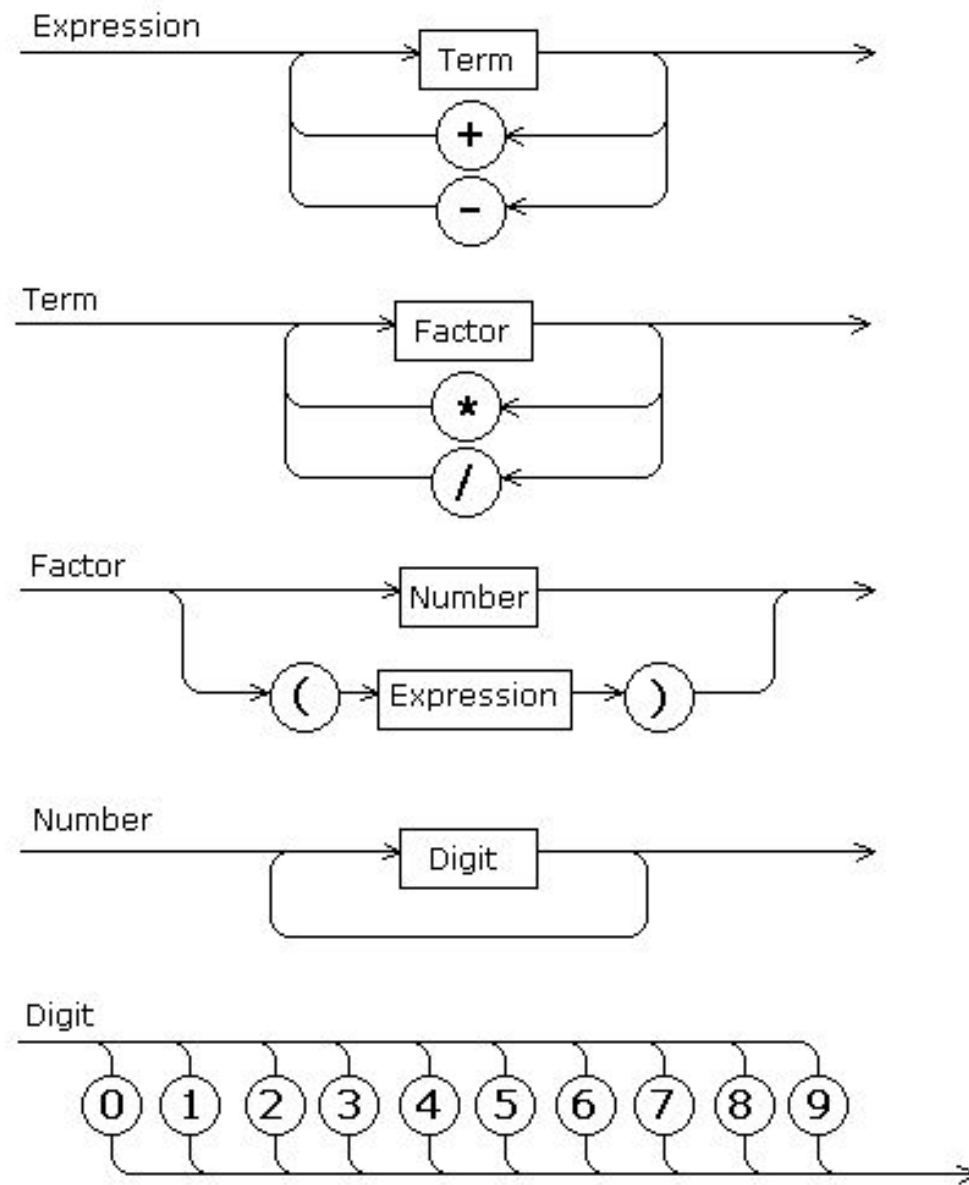 Expression
Term
+
-
Term
Factor
*
/
Factor
Number
( Expression )
Number
Digit
Digit
0 1 2 3 4 5 6 7 8 9